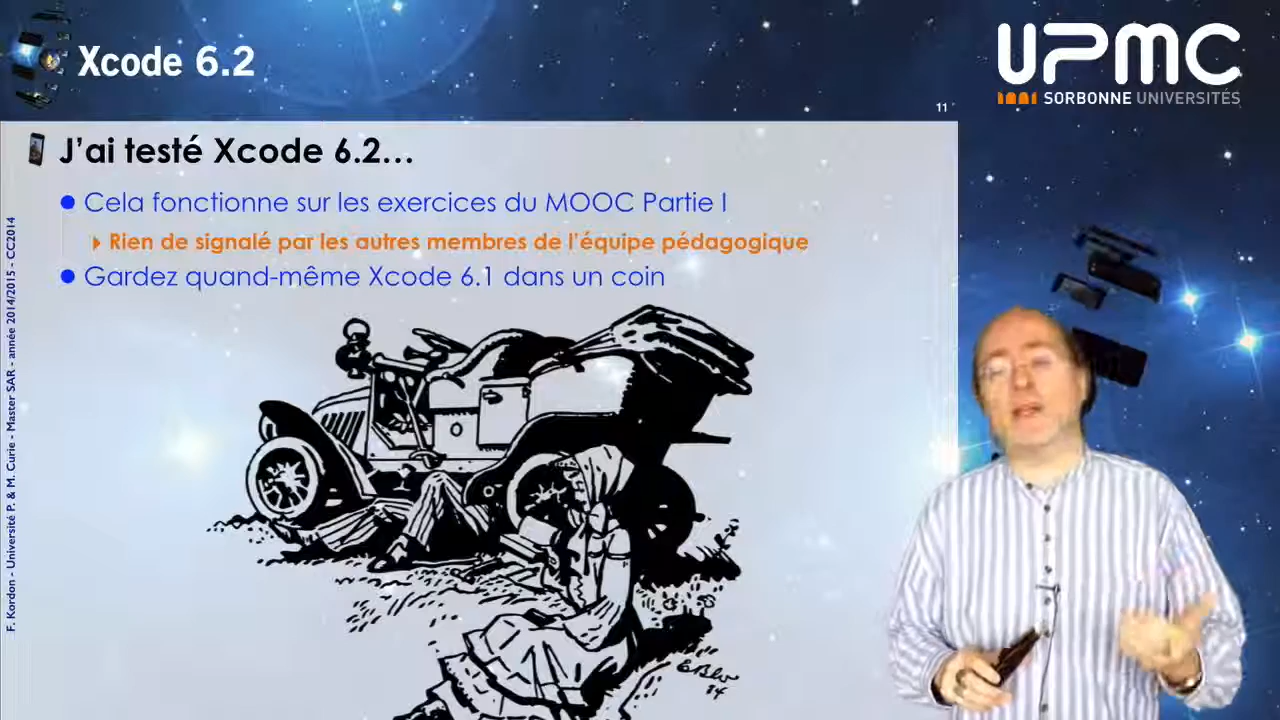 Xcode 6.2
UPMC
SORBONNE UNIVERSITÉS
11
J’ai testé Xcode 6.2…
Cela fonctionne sur les exercices du MOOC Partie I
Rien de signalé par les autres membres de l’équipe pédagogique
Gardez quand-même Xcode 6.1 dans un coin
F. Kordon - Université P. & M. Curie - Master SAR - année 2014/2015 - CC2014